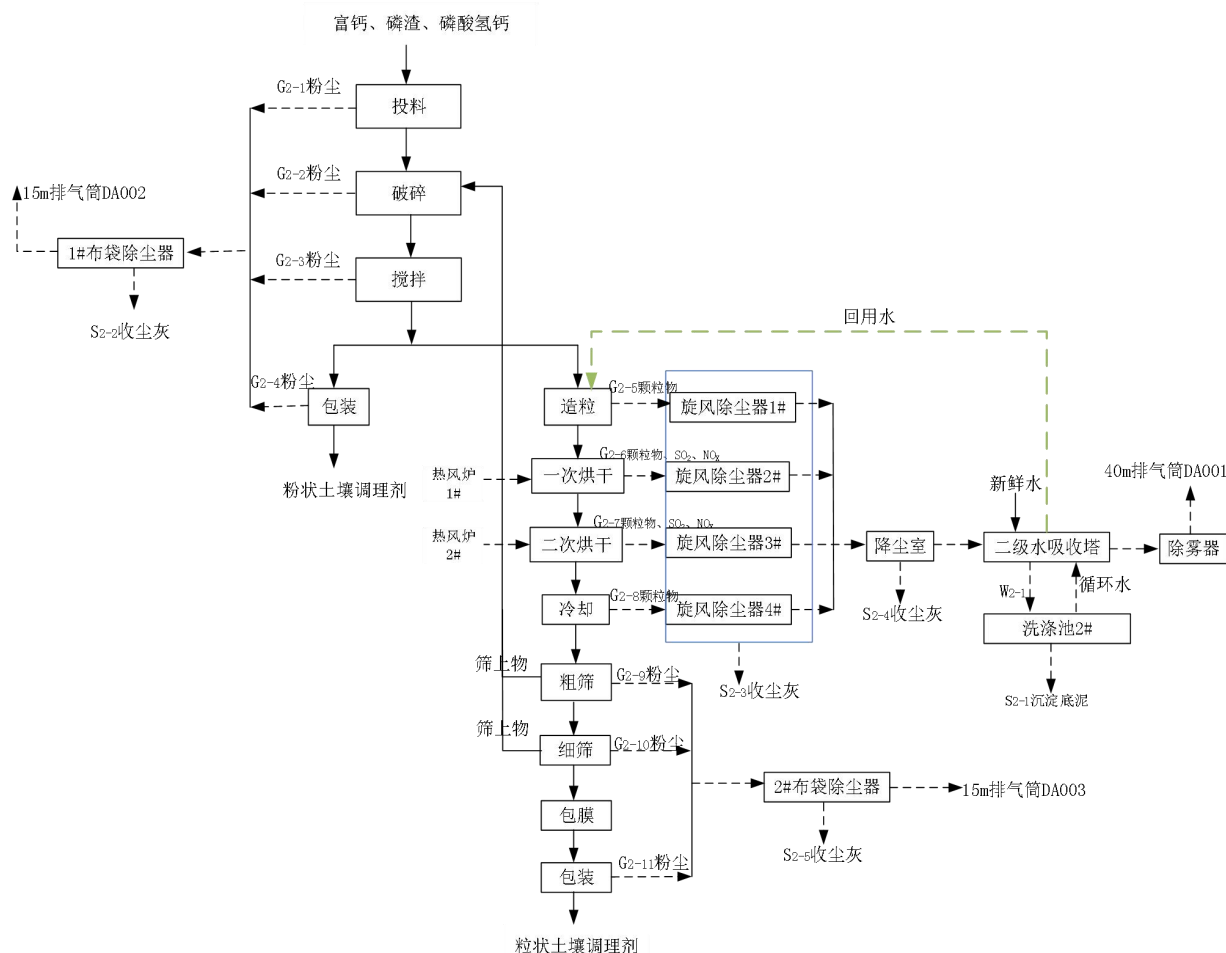 富钙、磷渣、磷酸氢钙
G2-1粉尘
投料
G2-2粉尘
破碎
15m排气筒DA002
1#布袋除尘器
G2-3粉尘
搅拌
S2-2收尘灰
回用水
G2-4粉尘
包装
造粒
G2-5颗粒物
旋风除尘器1#
粉状土壤调理剂
热风炉
1#
一次烘干
G2-6颗粒物、SO2、NOX
旋风除尘器2#
新鲜水
40m排气筒DA001
热风炉
2#
二次烘干
G2-7颗粒物、SO2、NOX
旋风除尘器3#
降尘室
二级水吸收塔
除雾器
冷却
G2-8颗粒物
旋风除尘器4#
S2-4收尘灰
W2-1
循环水
洗涤池2#
筛上物
粗筛
G2-9粉尘
S2-3收尘灰
S2-1沉淀底泥
筛上物
细筛
G2-10粉尘
2#布袋除尘器
15m排气筒DA003
包膜
S2-5收尘灰
包装
G2-11粉尘
粒状土壤调理剂